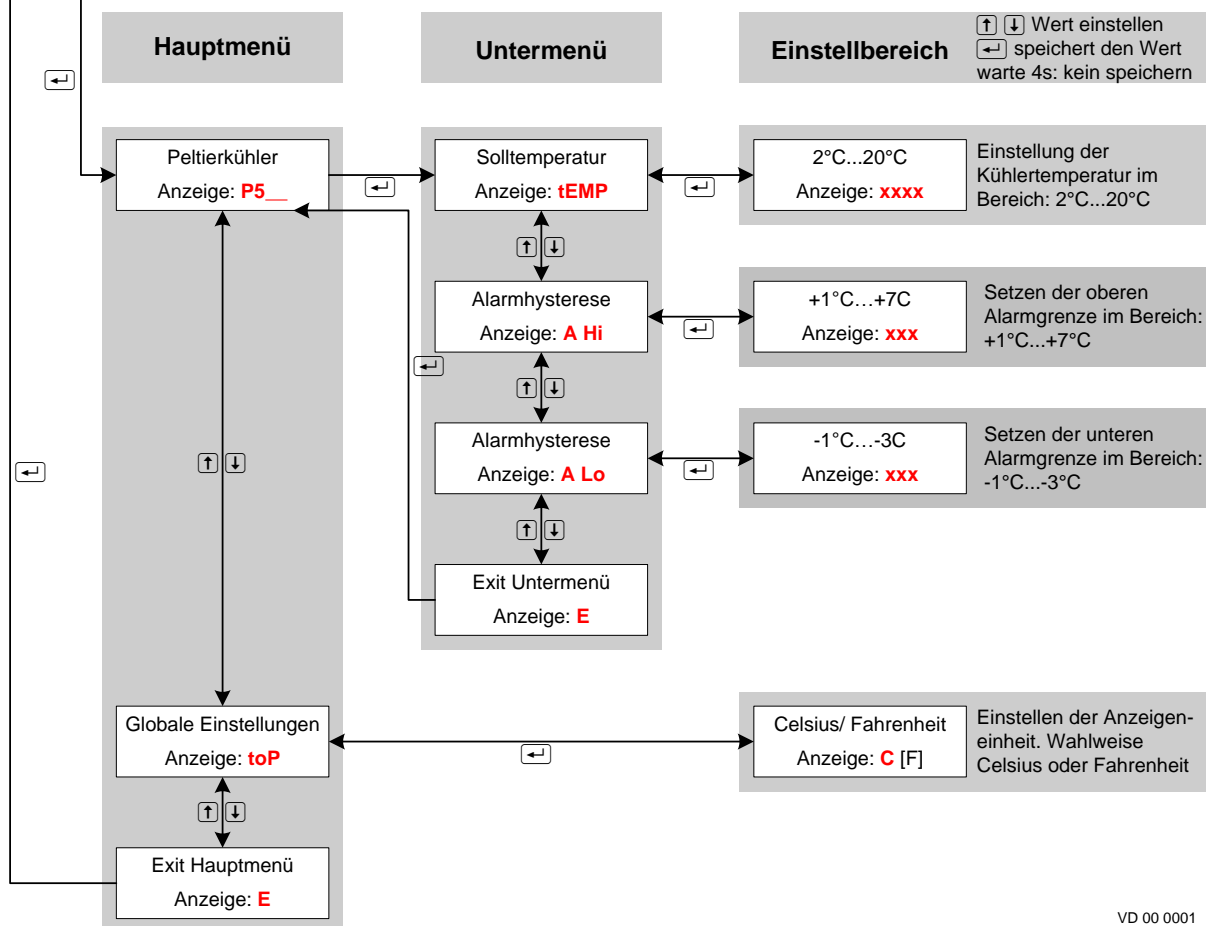 Hauptmenü
Untermenü
Einstellbereich
↑ ↓ Wert einstellen
↵ speichert den Wert
warte 4s: kein speichern
↵
Peltierkühler
Anzeige: P5__
↵
Solltemperatur
Anzeige: tEMP
↵
2°C...20°C
Anzeige: xxxx
Einstellung der
Kühlertemperatur im
Bereich: 2°C...20°C
↑ ↓
Alarmhysterese
Anzeige: A Hi
↵
+1°C…+7C
Anzeige: xxx
Setzen der oberen
Alarmgrenze im Bereich:
+1°C...+7°C
↵
↑ ↓
Alarmhysterese
Anzeige: A Lo
↵
-1°C…-3C
Anzeige: xxx
Setzen der unteren
Alarmgrenze im Bereich:
-1°C...-3°C
↵
↑ ↓
↑ ↓
Exit Untermenü
Anzeige: E
Globale Einstellungen
Anzeige: toP
↵
Celsius/ Fahrenheit
Anzeige: C [F]
Einstellen der Anzeigen-
einheit. Wahlweise
Celsius oder Fahrenheit
↑ ↓
Exit Hauptmenü
Anzeige: E
VD 00 0001